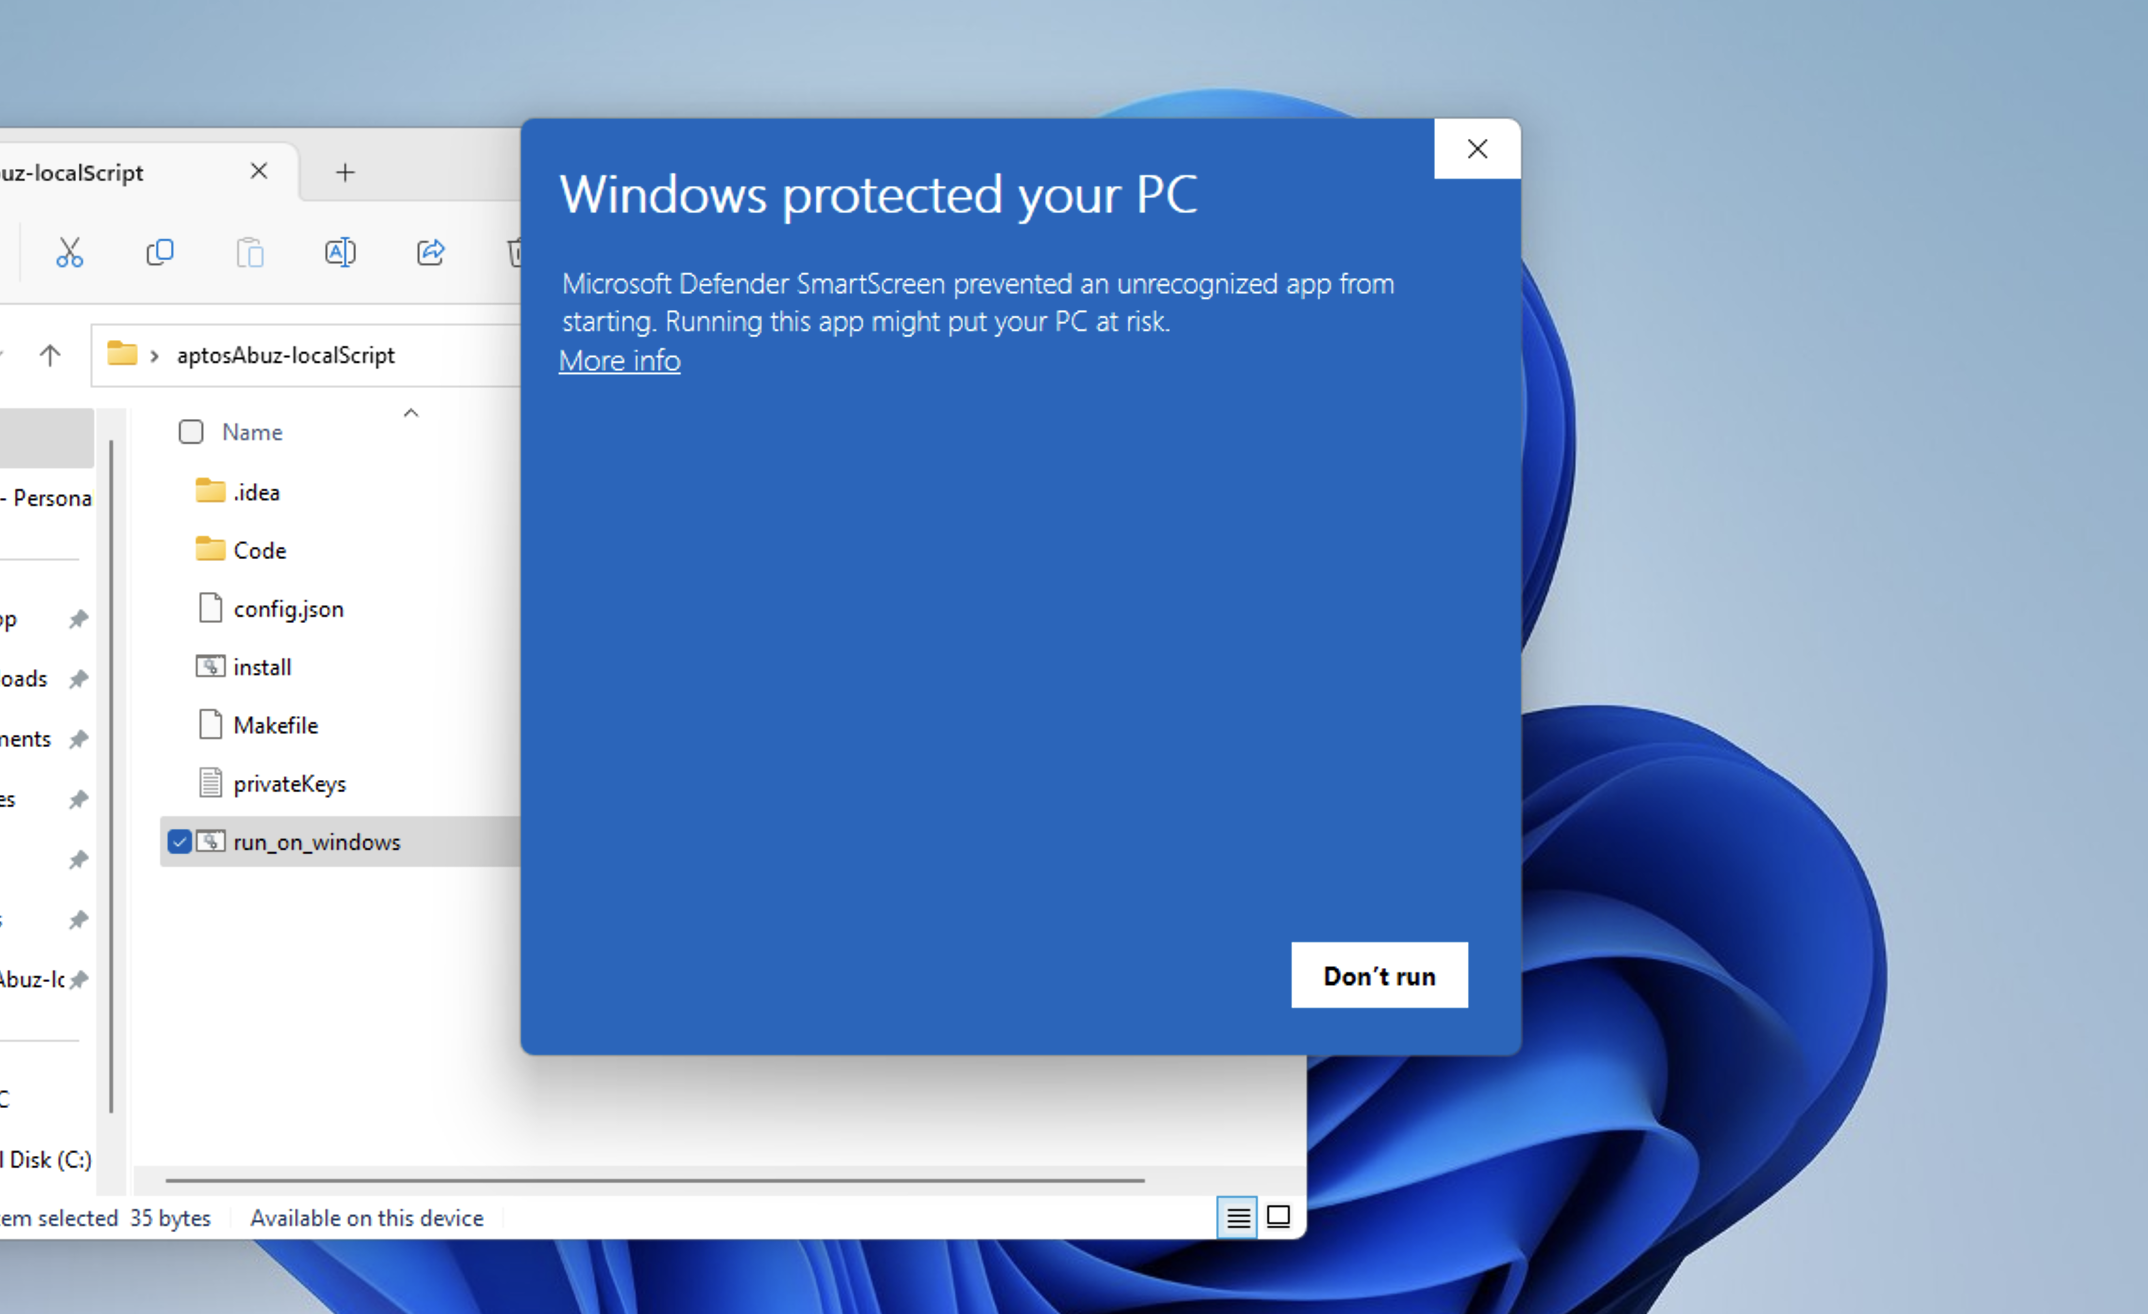 uz-localScript
aptosAbuz-localScript
Name
.idea
Code
config.json
install
Makefile
privateKeys
run_on_windows
- Persona
op
oads
ments
es
s
Abuz-lc
C
l Disk (C:)
em selected 35 bytes Available on this device
Windows protected your PC
Microsoft Defender SmartScreen prevented an unrecognized app from
starting. Running this app might put your PC at risk.
More info
Don't run